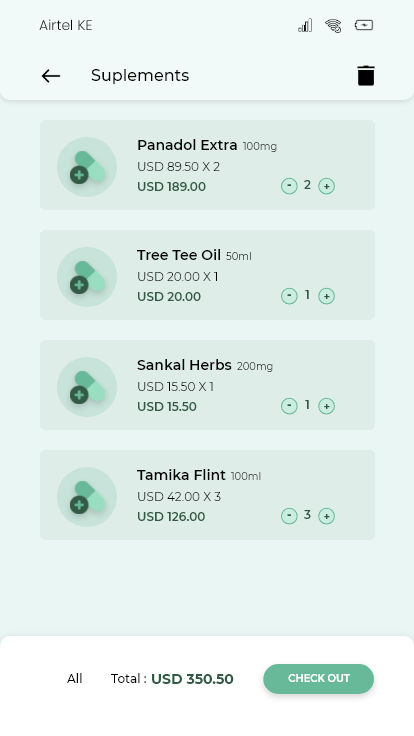 Airtel KE
Suplements
Panadol Extra 100mg
USD 89.50 X 2
USD 189.00
- 2 +
Tree Tee Oil 50ml
USD 20.00 X 1
USD 20.00
- 1 +
Sankal Herbs 200mg
USD 15.50 X 1
USD 15.50
- 1 +
Tamika Flint 100ml
USD 42.00 X 3
USD 126.00
- 3 +
All Total : USD 350.50 CHECK OUT